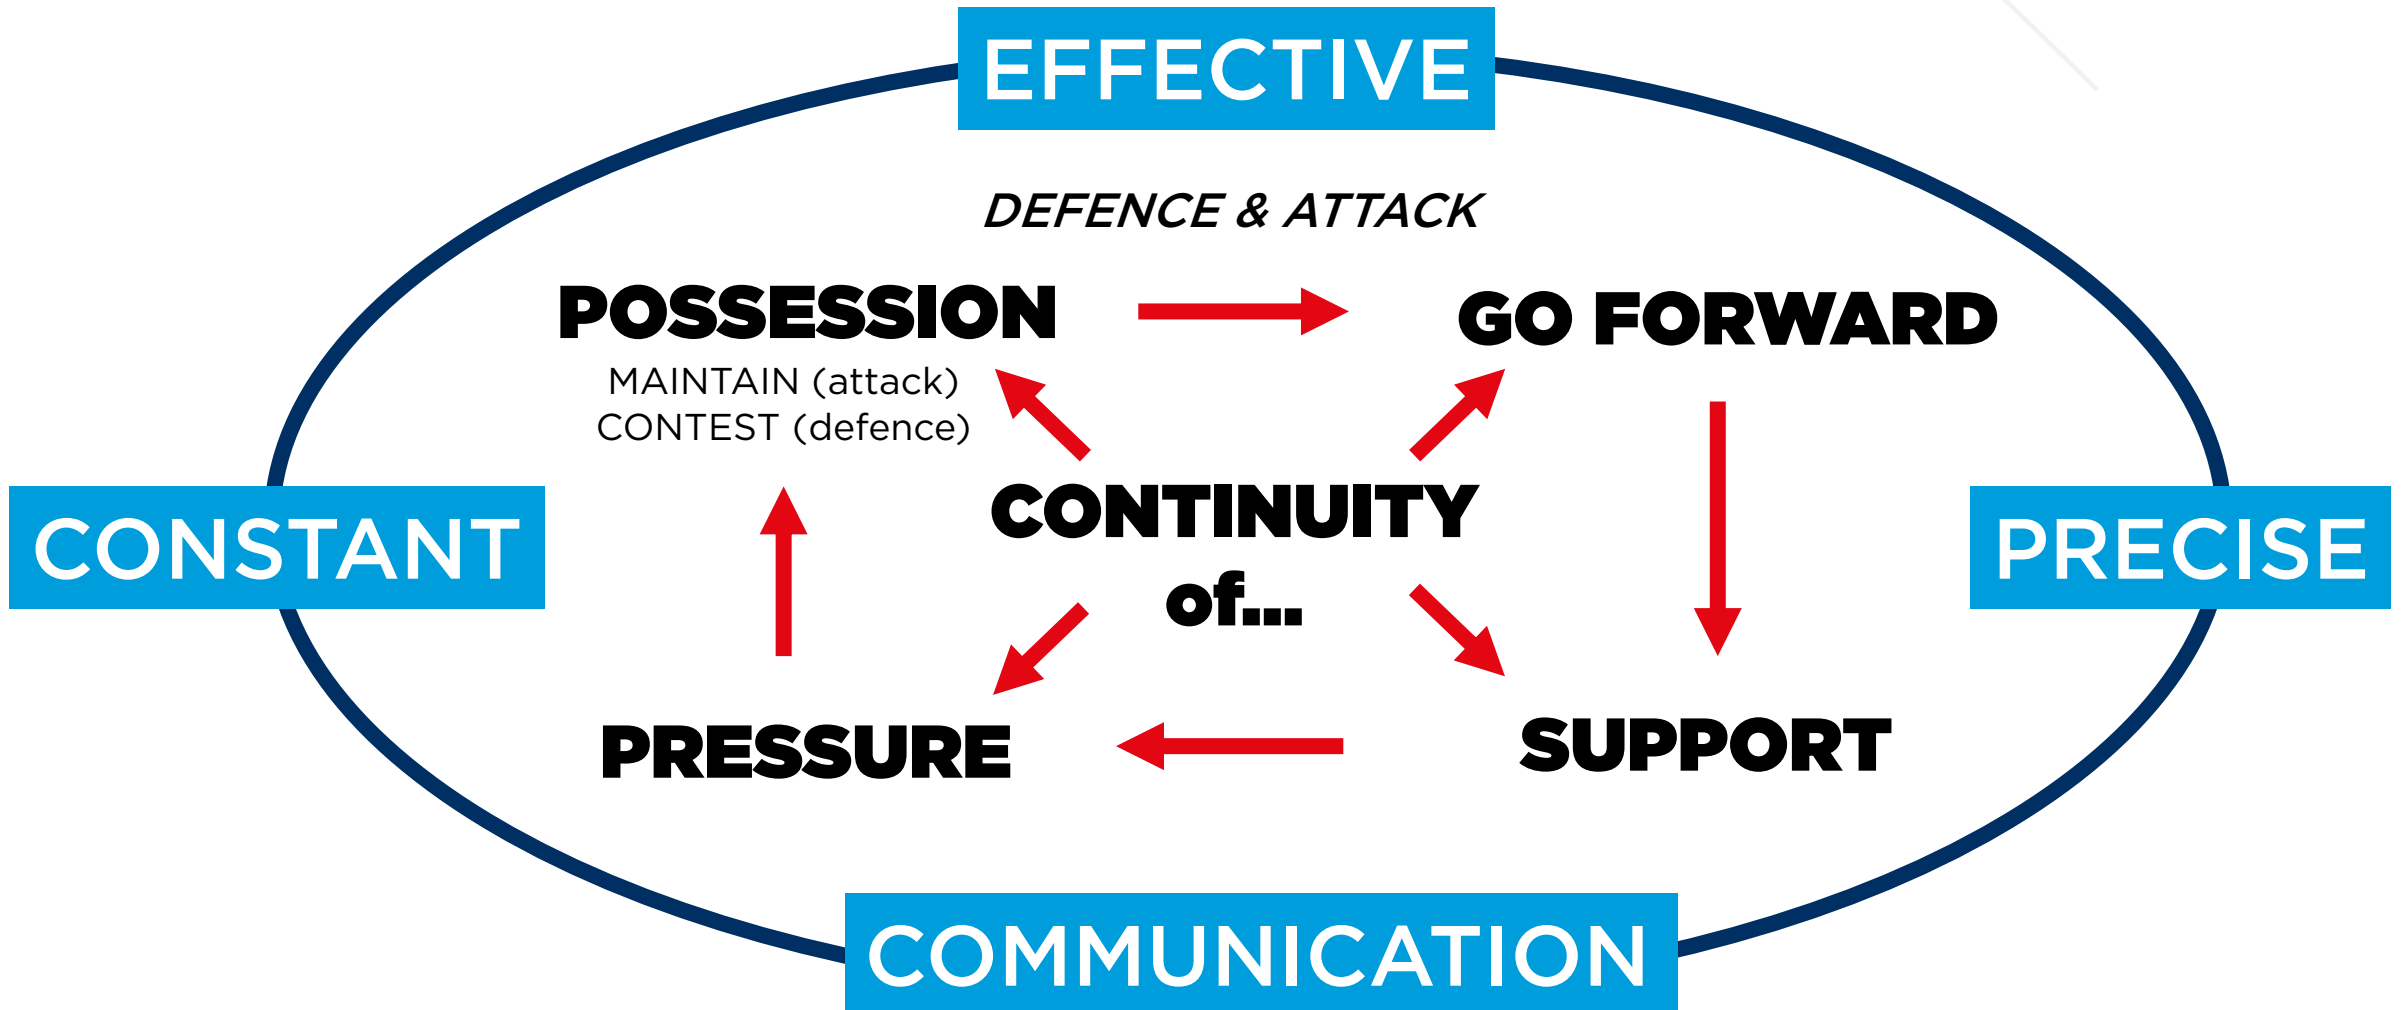 EFFECTIVE
DEFENCE & ATTACK
POSSESSION
MAINTAIN (attack)
CONTEST (defence)
GO FORWARD
CONSTANT
CONTINUITY
of...
PRECISE
PRESSURE
SUPPORT
COMMUNICATION